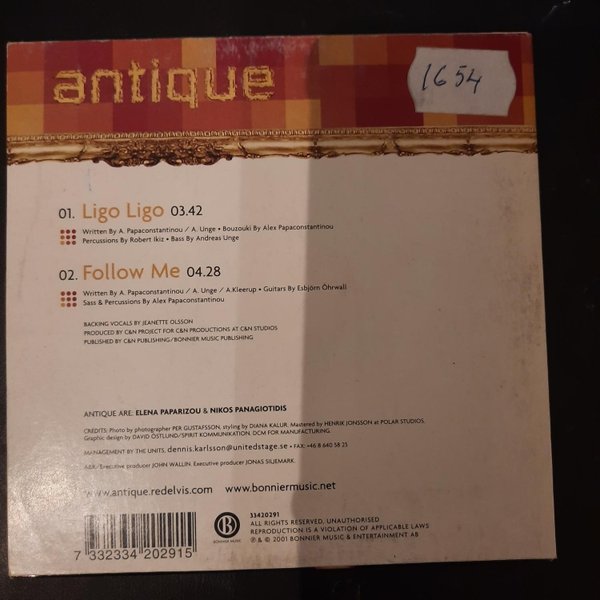 antique
1654
01. Ligo Ligo 03.42
Written By A. Papaconstantinou / A. Unge • Bouzouki By Alex Papaconstantinou
Percussions By Robert Ikiz • Bass By Andreas Unge
02. Follow Me 04.28
Written By A. Papaconstantinou / A. Unge / A.Kleerup • Guitars By Esbjörn Öhrwall
Sass & Percussions By Alex Papaconstantinou
BACKING VOCALS BY JEANETTE OLSSON
PRODUCED BY C&N PROJECT FOR C&N PRODUCTIONS AT C&N STUDIOS
PUBLISHED BY C&N PUBLISHING/BONNIER MUSIC PUBLISHING
ANTIQUE ARE: ELENA PAPARIZOU & NIKOS PANAGIOTIDIS
CREDITS: Photo by photographer PER GUSTAFSSON, styling by DIANA KALUR. Mastered by HENRIK JONSSON at POLAR STUDIOS.
Graphic design by DAVID ÖSTLUND/SPIRIT KOMMUNIKATION, DCM FOR MANUFACTURING.
MANAGEMENT BY THE UNITS, dennis.karlsson@unitedstage.se • FAX: +46 8 640 58 25
A&R/Executive producer JOHN WALLIN. Executive producer JONAS SILJEMARK.
www.antique.redelvis.com www.bonniermusic.net
7 332334 202915
B
BONNIER MUSIC
33420291
ALL RIGHTS RESERVED. UNAUTHORISED
REPRODUCTION IS A VIOLATION OF APPLICABLE LAWS
℗ & © 2001 BONNIER MUSIC & ENTERTAINMENT AB